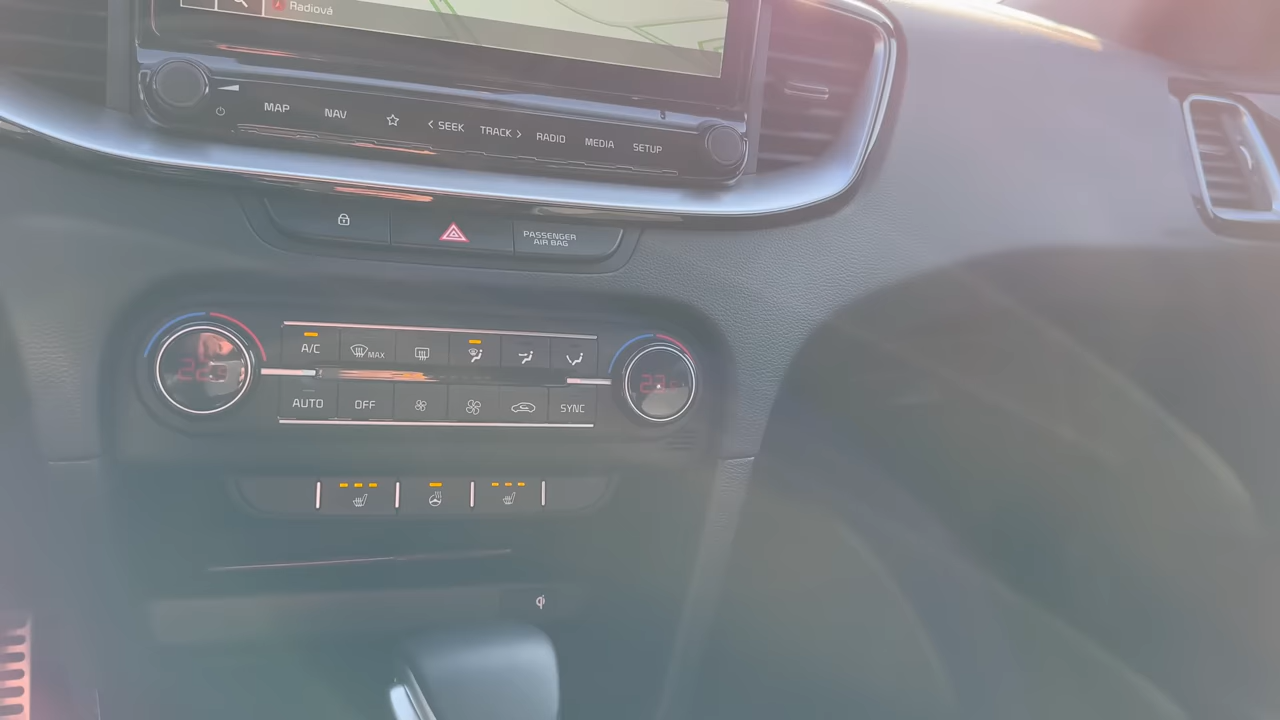 Radiová
MAP NAV < SEEK TRACK > RADIO MEDIA SETUP
PASSENGER
AIR BAG
A/C MAX
AUTO OFF SYNC